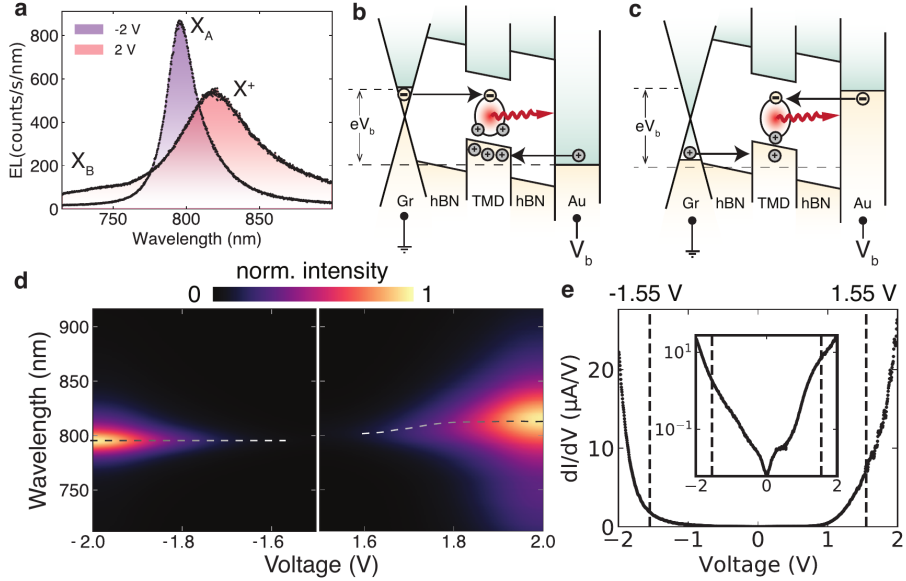 a
EL(counts/s/nm)
800
600
400
200
0
-2 V
2 V
X_A
X⁺
X_B
750
800
850
Wavelength (nm)
b
eV_b
Gr
hBN
TMD
hBN
Au
V_b
c
eV_b
Gr
hBN
TMD
hBN
Au
V_b
d
norm. intensity
0
1
Wavelength (nm)
900
850
800
750
-2.0
-1.8
-1.6
1.6
1.8
2.0
Voltage (V)
e
-1.55 V
1.55 V
dI/dV (µA/V)
20
10
0
10¹
10⁻¹
−2
0
2
−2
−1
0
1
2
Voltage (V)